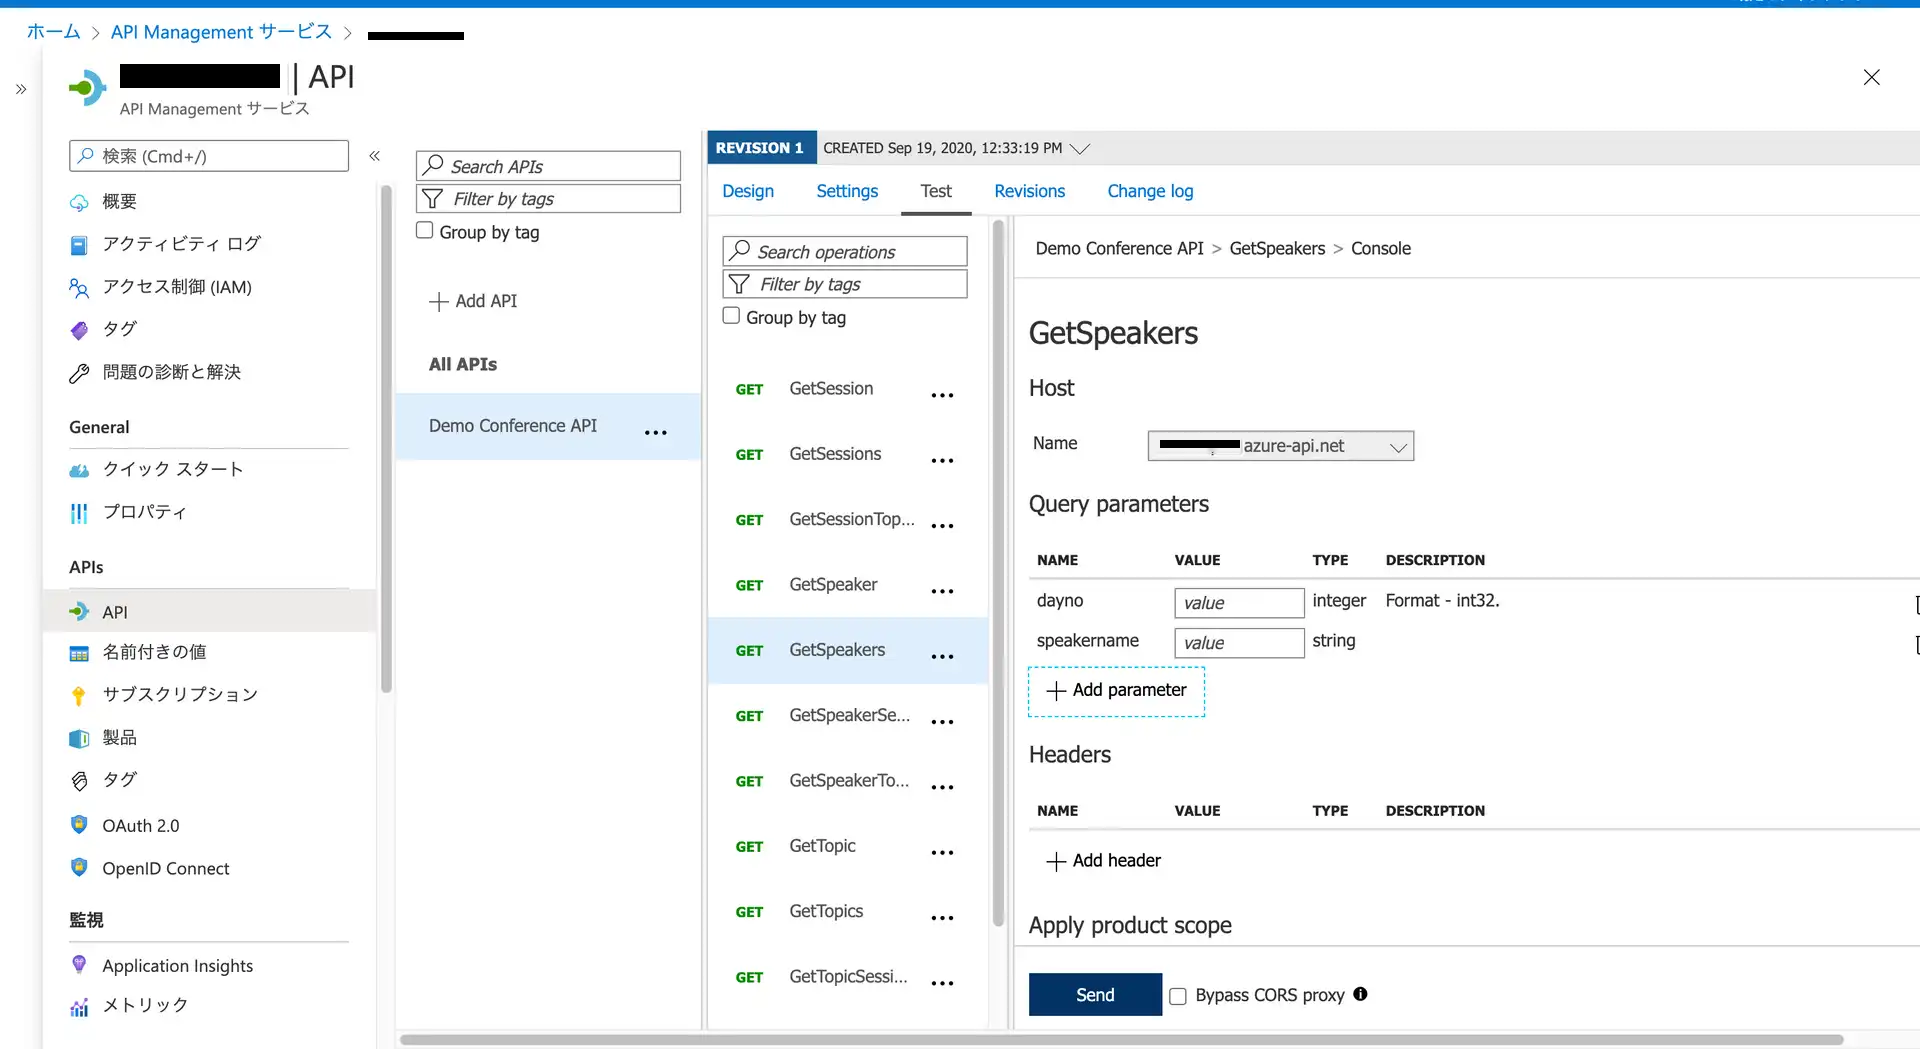 ホーム > API Management サービス >
| API
API Management サービス
検索 (Cmd+/)
概要
アクティビティ ログ
アクセス制御 (IAM)
タグ
問題の診断と解決
General
クイック スタート
プロパティ
APIs
API
名前付きの値
サブスクリプション
製品
タグ
OAuth 2.0
OpenID Connect
監視
Application Insights
メトリック
Search APIs
Filter by tags
Group by tag
Add API
All APIs
Demo Conference API ...
REVISION 1 CREATED Sep 19, 2020, 12:33:19 PM
Design Settings Test Revisions Change log
Search operations
Filter by tags
Group by tag
GET GetSession ...
GET GetSessions ...
GET GetSessionTop... ...
GET GetSpeaker ...
GET GetSpeakers ...
GET GetSpeakerSe... ...
GET GetSpeakerTo... ...
GET GetTopic ...
GET GetTopics ...
GET GetTopicSessi... ...
Demo Conference API > GetSpeakers > Console
GetSpeakers
Host
Name azure-api.net
Query parameters
NAME VALUE TYPE DESCRIPTION
dayno value integer Format - int32.
speakername value string
Add parameter
Headers
NAME VALUE TYPE DESCRIPTION
Add header
Apply product scope
Send Bypass CORS proxy